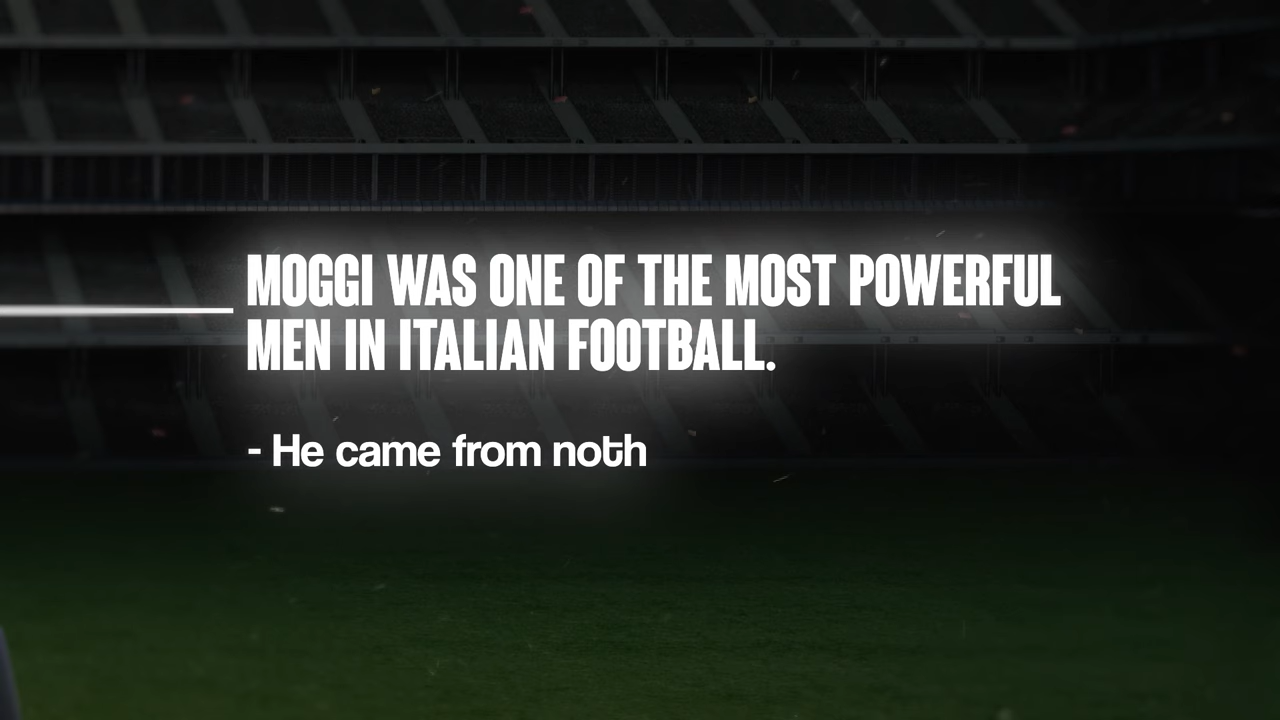 MOGGI WAS ONE OF THE MOST POWERFUL
MEN IN ITALIAN FOOTBALL.
- He came from noth